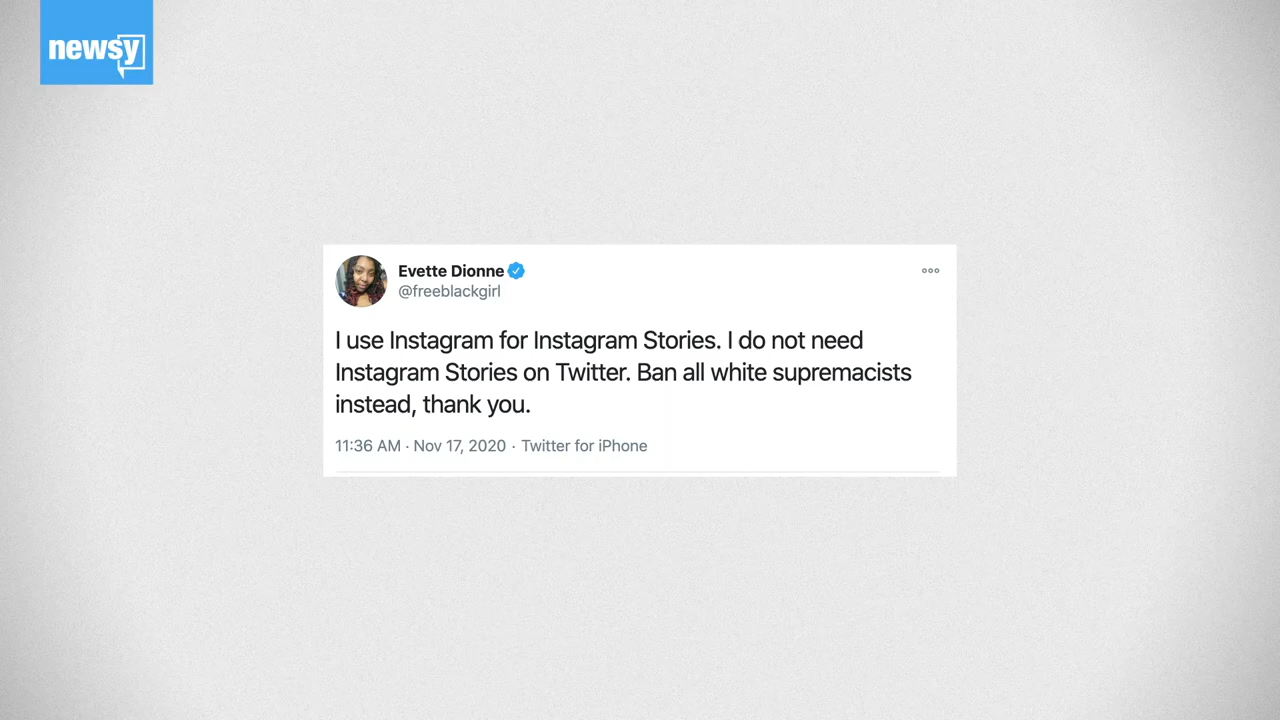 newsy
Evette Dionne
@freeblackgirl
I use Instagram for Instagram Stories. I do not need
Instagram Stories on Twitter. Ban all white supremacists
instead, thank you.
11:36 AM · Nov 17, 2020 · Twitter for iPhone